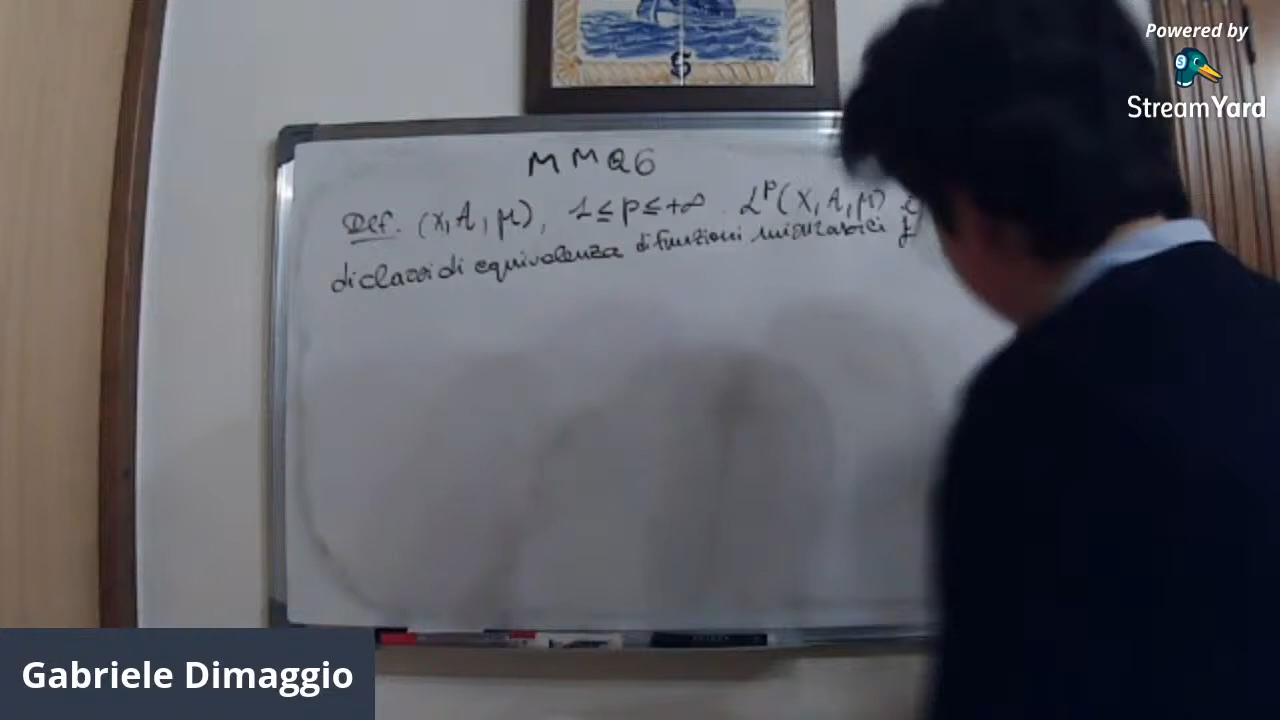 Powered by
StreamYard
S
MMQ6
Def. (X, A, μ), 1 ≤ p ≤ +∞. L^p(X, A, μ) è
di classi di equivalenza di funzioni misurabili f
Gabriele Dimaggio